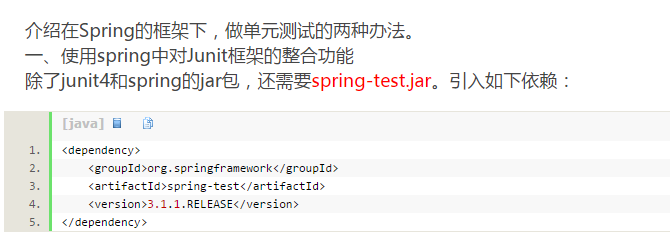 介绍在Spring的框架下，做单元测试的两种办法。
一、使用spring中对Junit框架的整合功能
除了junit4和spring的jar包，还需要spring-test.jar。引入如下依赖：
[java]
1. <dependency>
2.     <groupId>org.springframework</groupId>
3.     <artifactId>spring-test</artifactId>
4.     <version>3.1.1.RELEASE</version>
5. </dependency>